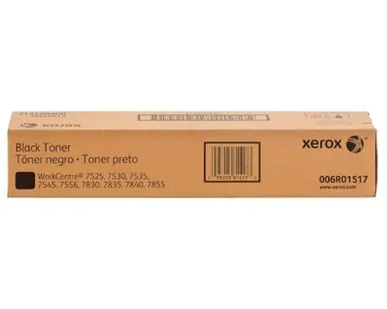 Black Toner
Tóner negro • Toner preto
WorkCentre® 7525, 7530, 7535,
7545, 7556, 7830, 7835, 7840, 7855
xerox
006R01517
www.xerox.com